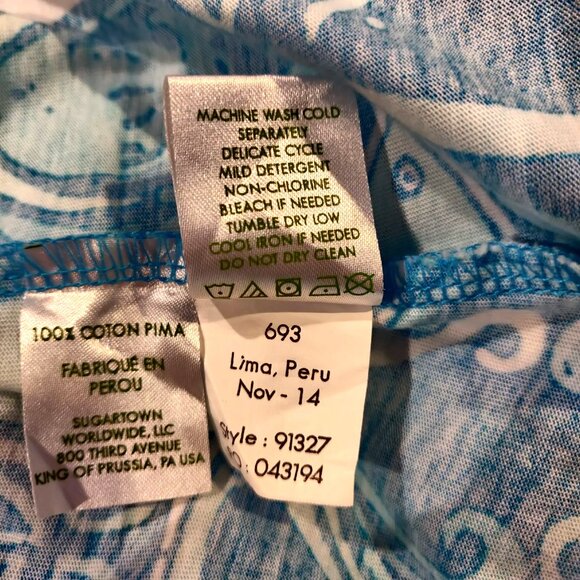 MACHINE WASH COLD
SEPARATELY
DELICATE CYCLE
MILD DETERGENT
NON-CHLORINE
BLEACH IF NEEDED
TUMBLE DRY LOW
COOL IRON IF NEEDED
DO NOT DRY CLEAN
100% COTON PIMA
FABRIQUÉ EN
PEROU
SUGARTOWN
WORLDWIDE, LLC
800 THIRD AVENUE
KING OF PRUSSIA, PA USA
693
Lima, Peru
Nov - 14
Style : 91327
: 043194